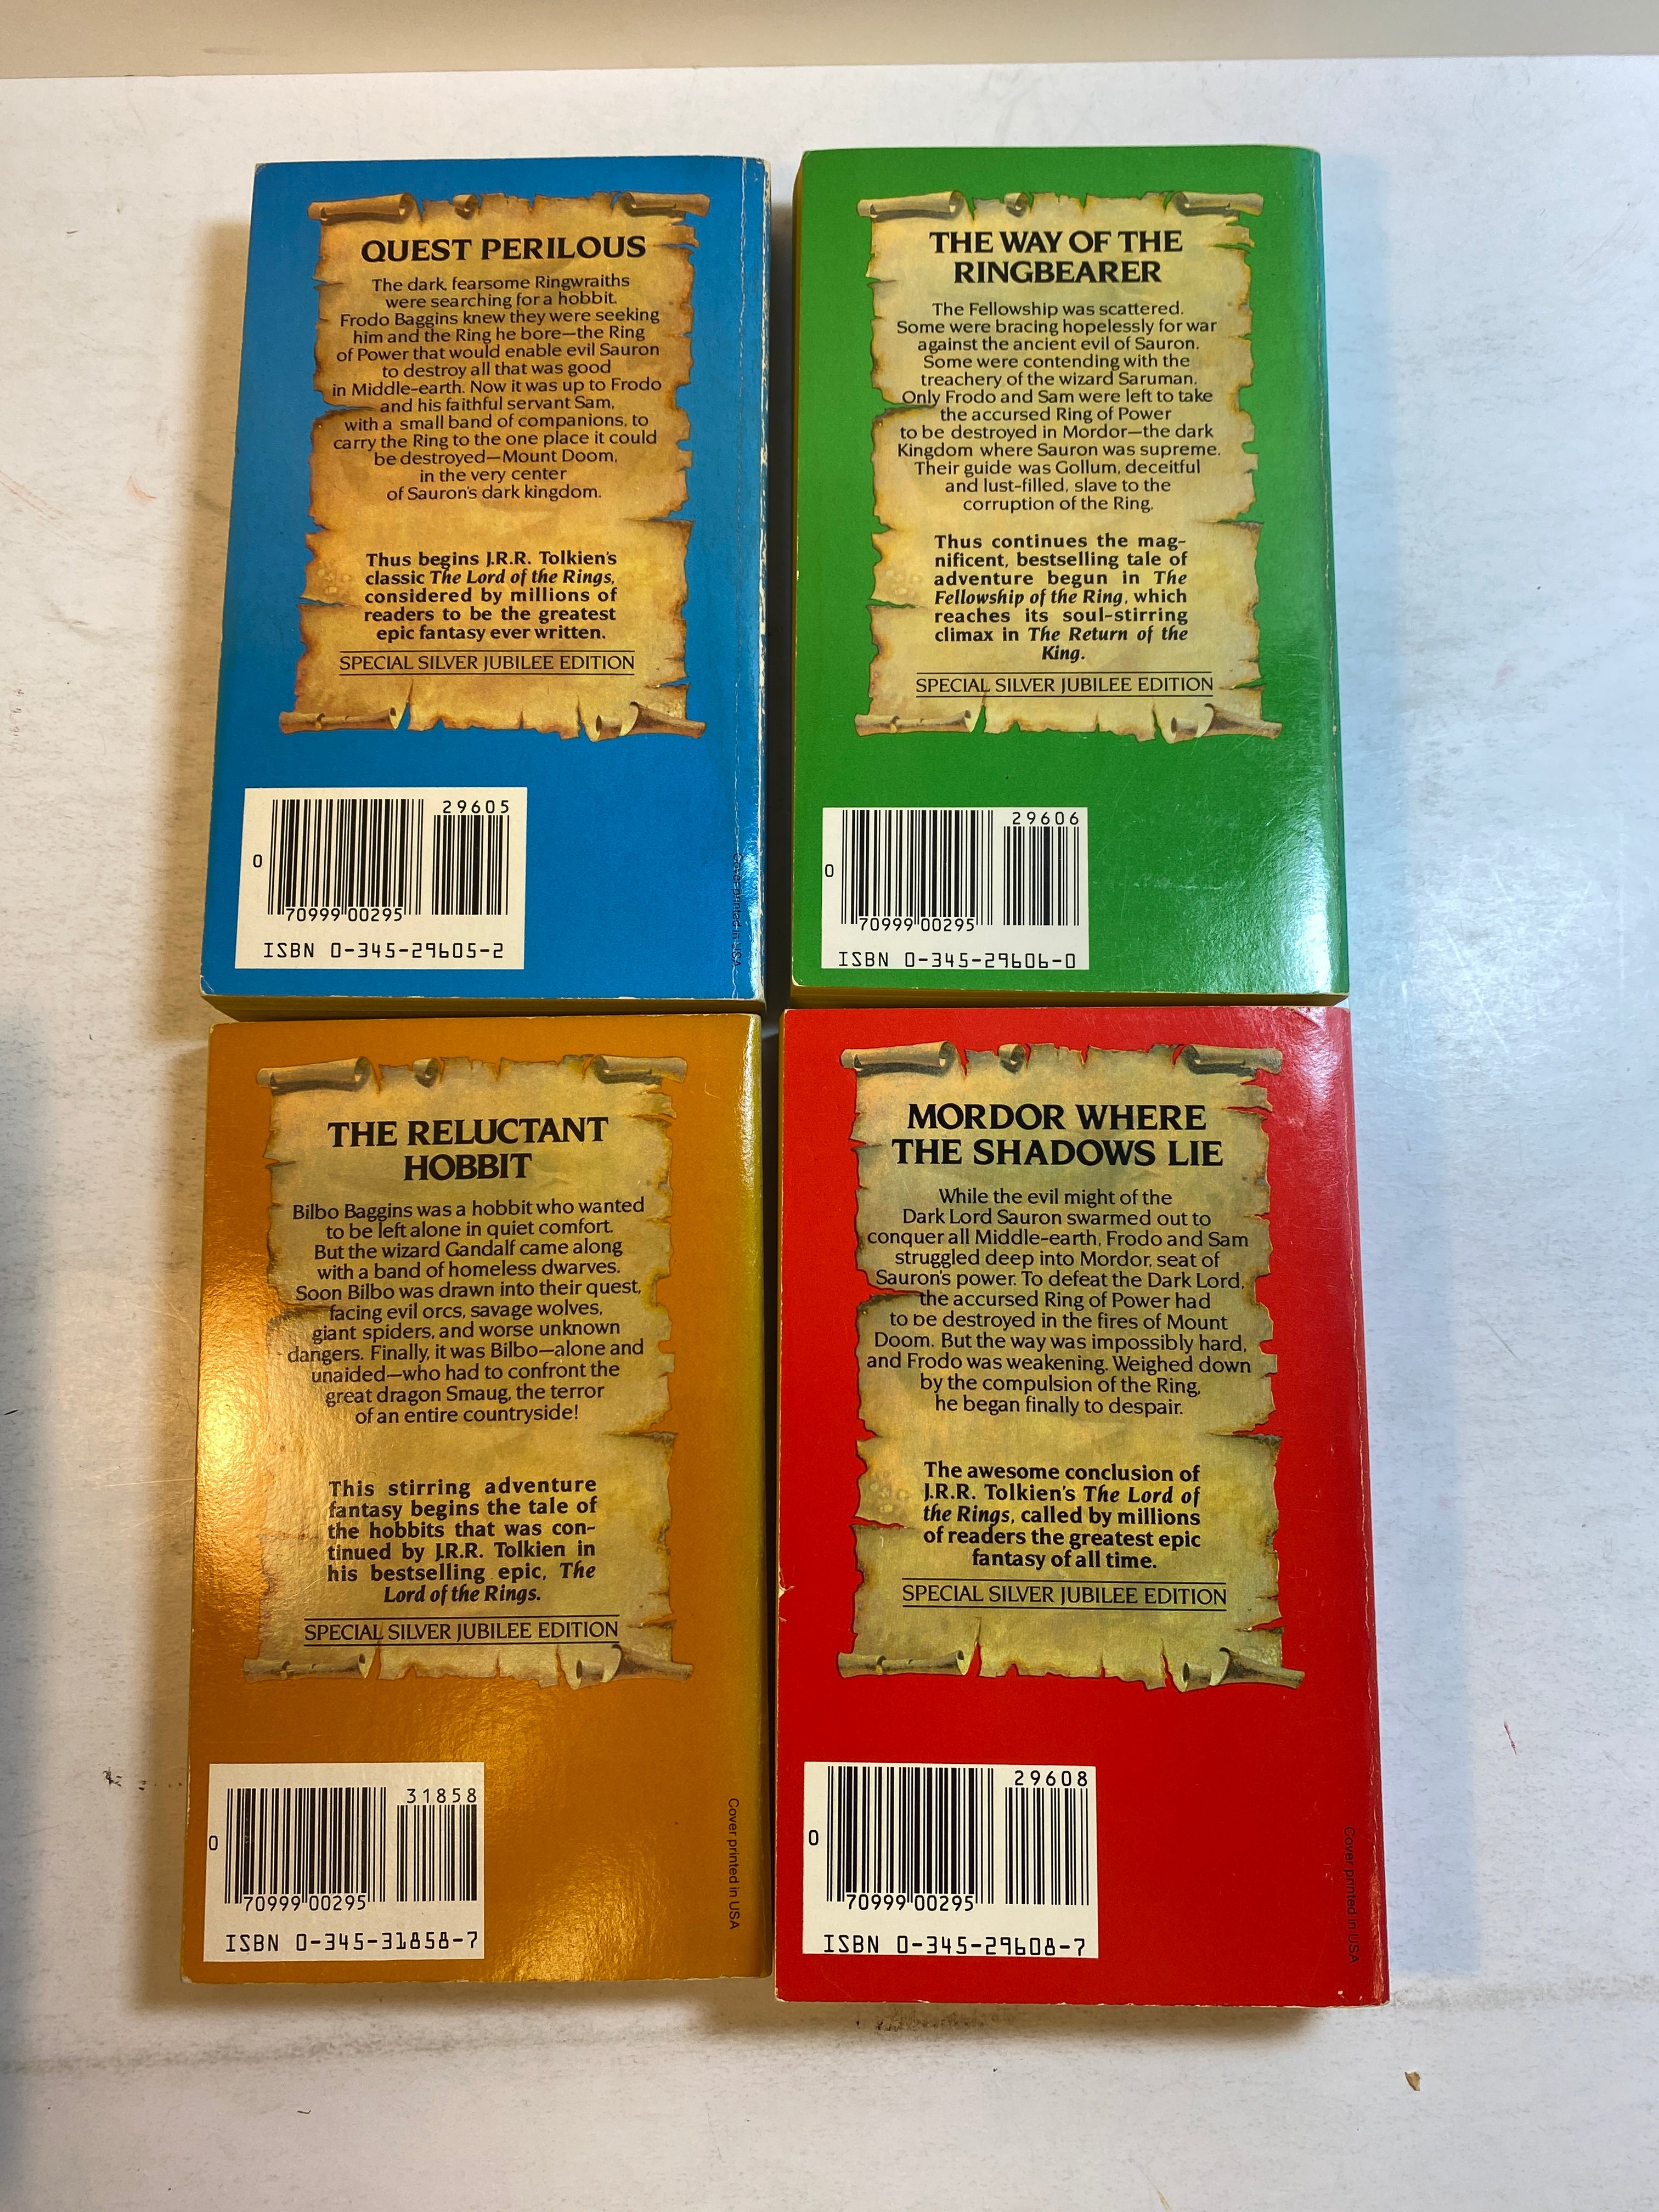 QUEST PERILOUS
The dark, fearsome Ringwraiths
were searching for a hobbit.
Frodo Baggins knew they were seeking
him and the Ring he bore—the Ring
of Power that would enable evil Sauron
to destroy all that was good
in Middle-earth. Now it was up to Frodo
and his faithful servant Sam,
with a small band of companions, to
carry the Ring to the one place it could
be destroyed—Mount Doom,
in the very center
of Sauron's dark kingdom.
Thus begins J.R.R. Tolkien's
classic The Lord of the Rings,
considered by millions of
readers to be the greatest
epic fantasy ever written.
SPECIAL SILVER JUBILEE EDITION
29605
0
70999 00295
ISBN 0-345-29605-2
Cover printed in USA
THE WAY OF THE
RINGBEARER
The Fellowship was scattered.
Some were bracing hopelessly for war
against the ancient evil of Sauron.
Some were contending with the
treachery of the wizard Saruman.
Only Frodo and Sam were left to take
the accursed Ring of Power
to be destroyed in Mordor—the dark
Kingdom where Sauron was supreme.
Their guide was Gollum, deceitful
and lust-filled, slave to the
corruption of the Ring.
Thus continues the mag-
nificent, bestselling tale of
adventure begun in The
Fellowship of the Ring, which
reaches its soul-stirring
climax in The Return of the
King.
SPECIAL SILVER JUBILEE EDITION
29606
0
70999 00295
ISBN 0-345-29606-0
THE RELUCTANT
HOBBIT
Bilbo Baggins was a hobbit who wanted
to be left alone in quiet comfort.
But the wizard Gandalf came along
with a band of homeless dwarves.
Soon Bilbo was drawn into their quest,
facing evil orcs, savage wolves,
giant spiders, and worse unknown
dangers. Finally, it was Bilbo—alone and
unaided—who had to confront the
great dragon Smaug, the terror
of an entire countryside!
This stirring adventure
fantasy begins the tale of
the hobbits that was con-
tinued by J.R.R. Tolkien in
his bestselling epic, The
Lord of the Rings.
SPECIAL SILVER JUBILEE EDITION
31858
0
70999 00295
ISBN 0-345-31858-7
Cover printed in USA
MORDOR WHERE
THE SHADOWS LIE
While the evil might of the
Dark Lord Sauron swarmed out to
conquer all Middle-earth, Frodo and Sam
struggled deep into Mordor, seat of
Sauron's power. To defeat the Dark Lord,
the accursed Ring of Power had
to be destroyed in the fires of Mount
Doom. But the way was impossibly hard,
and Frodo was weakening. Weighed down
by the compulsion of the Ring,
he began finally to despair.
The awesome conclusion of
J.R.R. Tolkien's The Lord of
the Rings, called by millions
of readers the greatest epic
fantasy of all time.
SPECIAL SILVER JUBILEE EDITION
29608
0
70999 00295
ISBN 0-345-29608-7
Cover printed in USA